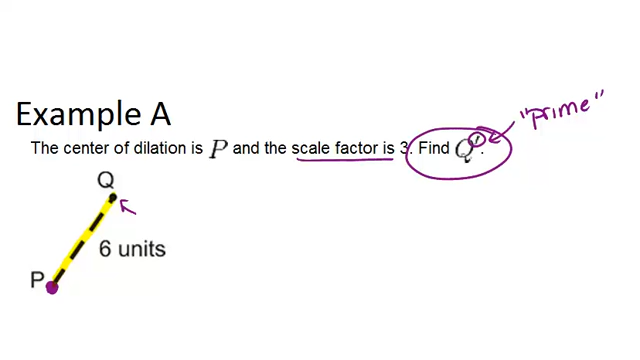 "prime"
Example A
The center of dilation is P and the scale factor is 3. Find Q'.
Q
6 units
P